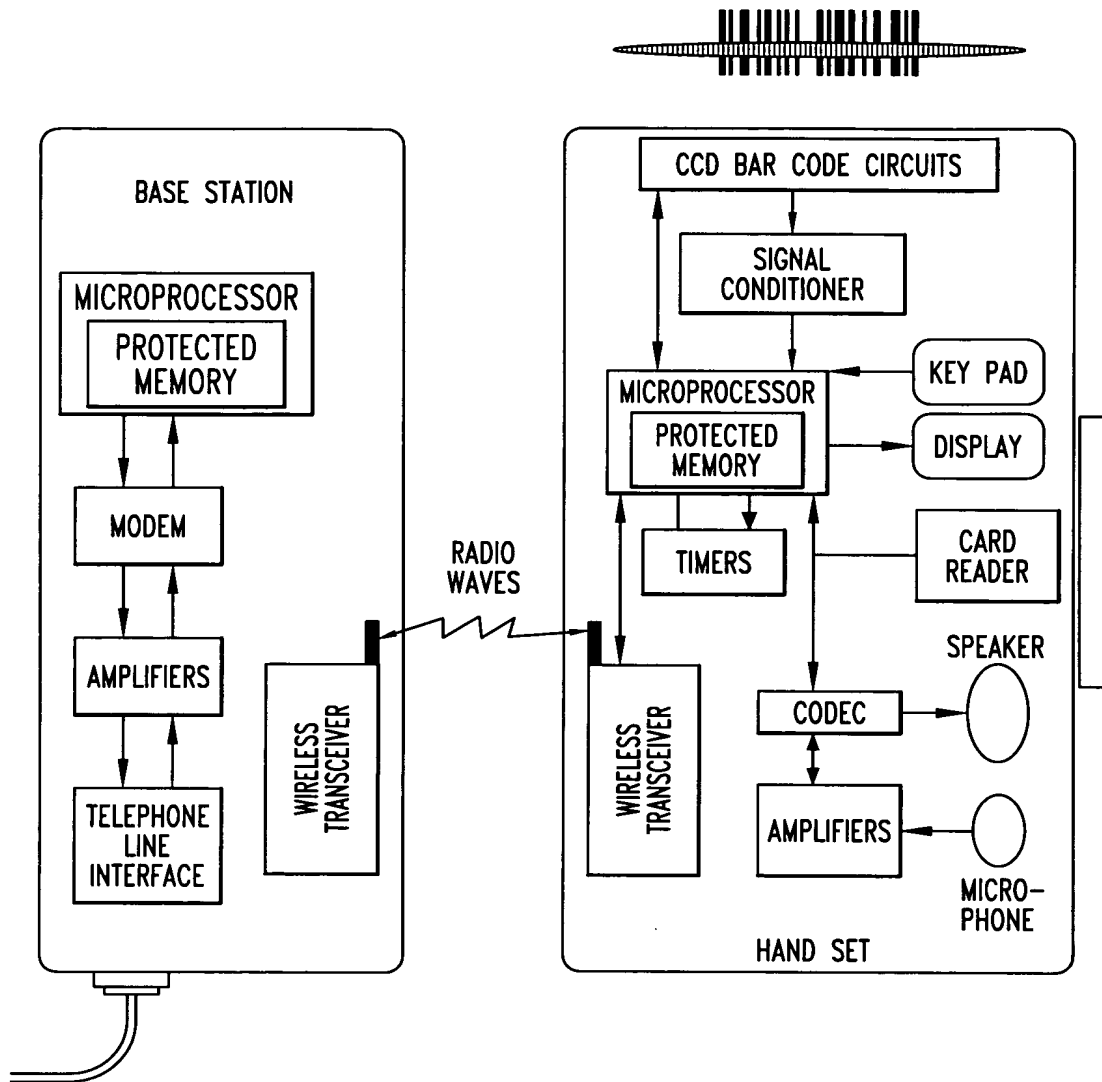 BASE STATION
MICROPROCESSOR
PROTECTED
MEMORY
MODEM
AMPLIFIERS
TELEPHONE
LINE
INTERFACE
WIRELESS
TRANSCEIVER
RADIO
WAVES
CCD BAR CODE CIRCUITS
SIGNAL
CONDITIONER
MICROPROCESSOR
PROTECTED
MEMORY
KEY PAD
DISPLAY
TIMERS
CARD
READER
SPEAKER
CODEC
WIRELESS
TRANSCEIVER
AMPLIFIERS
MICRO-
PHONE
HAND SET